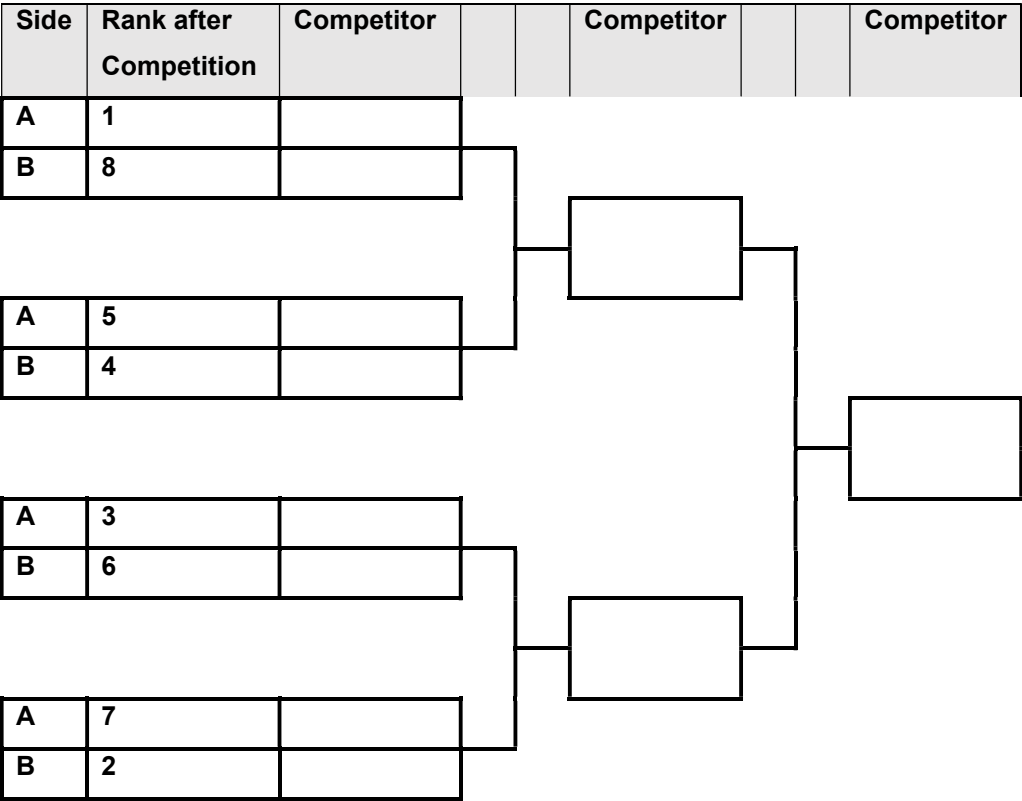 Side Rank after Competitor Competitor Competitor
Competition
A 1
B 8
A 5
B 4
A 3
B 6
A 7
B 2